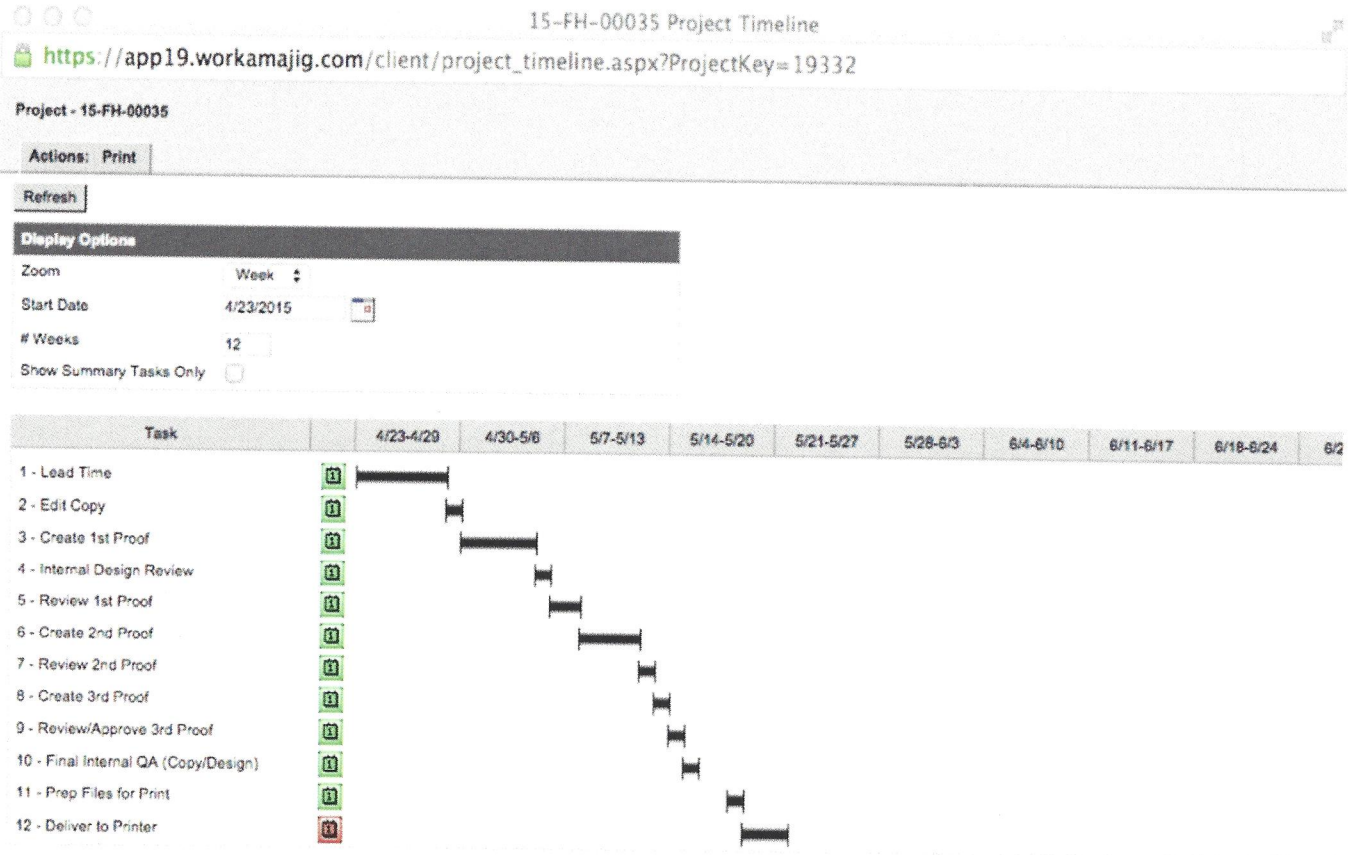 15-FH-00035 Project Timeline
https://app19.workamajig.com/client/project_timeline.aspx?ProjectKey=19332
Project - 15-FH-00035
Actions: Print
Refresh
Display Options
Zoom Week
Start Date 4/23/2015
# Weeks 12
Show Summary Tasks Only
Task 4/23-4/29 4/30-5/6 5/7-5/13 5/14-5/20 5/21-5/27 5/28-6/3 6/4-6/10 6/11-6/17 6/18-6/24 6/2
1 - Lead Time
2 - Edit Copy
3 - Create 1st Proof
4 - Internal Design Review
5 - Review 1st Proof
6 - Create 2nd Proof
7 - Review 2nd Proof
8 - Create 3rd Proof
9 - Review/Approve 3rd Proof
10 - Final Internal QA (Copy/Design)
11 - Prep Files for Print
12 - Deliver to Printer